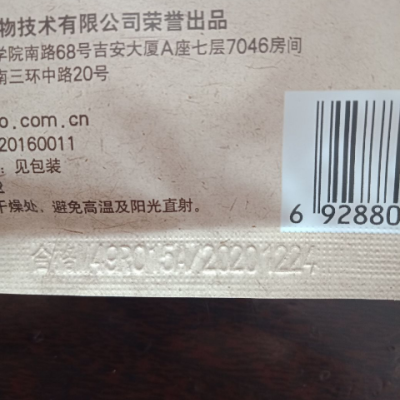 物技术有限公司荣誉出品
学院南路68号吉安大厦A座七层7046房间
南三环中路20号
o.com.cn
20160011
：见包装
干燥处，避免高温及阳光直射。
6 92880
20201224